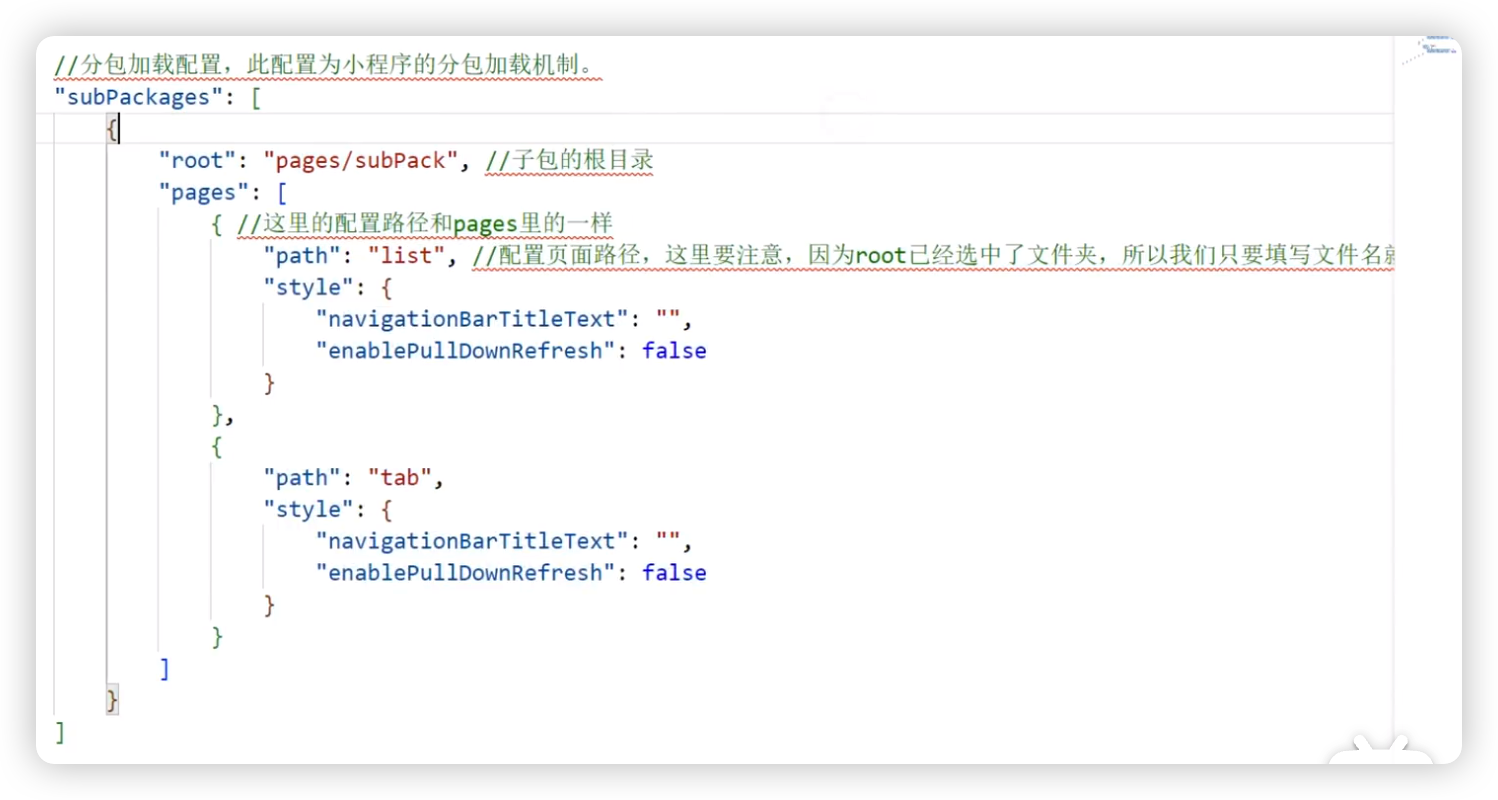 //分包加载配置，此配置为小程序的分包加载机制。
"subPackages": [
{
"root": "pages/subPack", //子包的根目录
"pages": [
{ //这里的配置路径和pages里的一样
"path": "list", //配置页面路径，这里要注意，因为root已经选中了文件夹，所以我们只要填写文件名
"style": {
"navigationBarTitleText": "",
"enablePullDownRefresh": false
}
},
{
"path": "tab",
"style": {
"navigationBarTitleText": "",
"enablePullDownRefresh": false
}
}
]
}
]